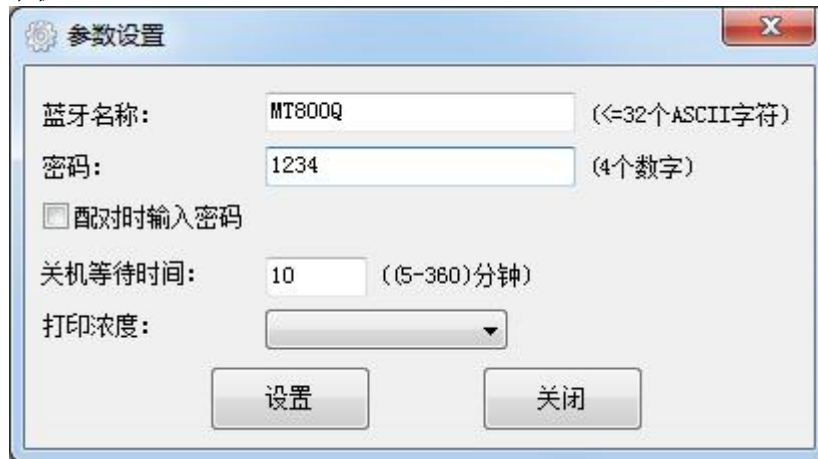 参数设置
蓝牙名称： MT800Q (<=32个ASCII字符)
密码： 1234 (4个数字)
配对时输入密码
关机等待时间： 10 ((5-360)分钟)
打印浓度：
设置 关闭